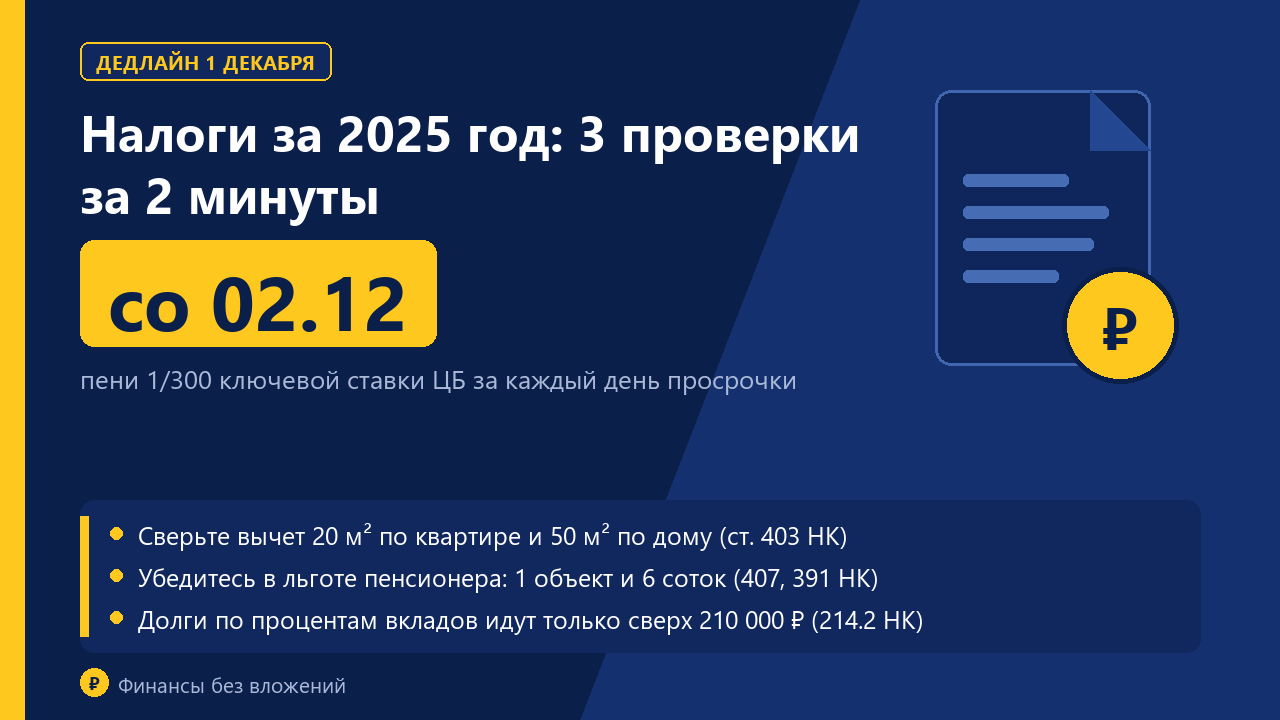 ДЕДЛАЙН 1 ДЕКАБРЯ
Налоги за 2025 год: 3 проверки
за 2 минуты
со 02.12
пени 1/300 ключевой ставки ЦБ за каждый день просрочки
₽
Сверьте вычет 20 м² по квартире и 50 м² по дому (ст. 403 НК)
Убедитесь в льготе пенсионера: 1 объект и 6 соток (407, 391 НК)
Долги по процентам вкладов идут только сверх 210 000 ₽ (214.2 НК)
₽ Финансы без вложений